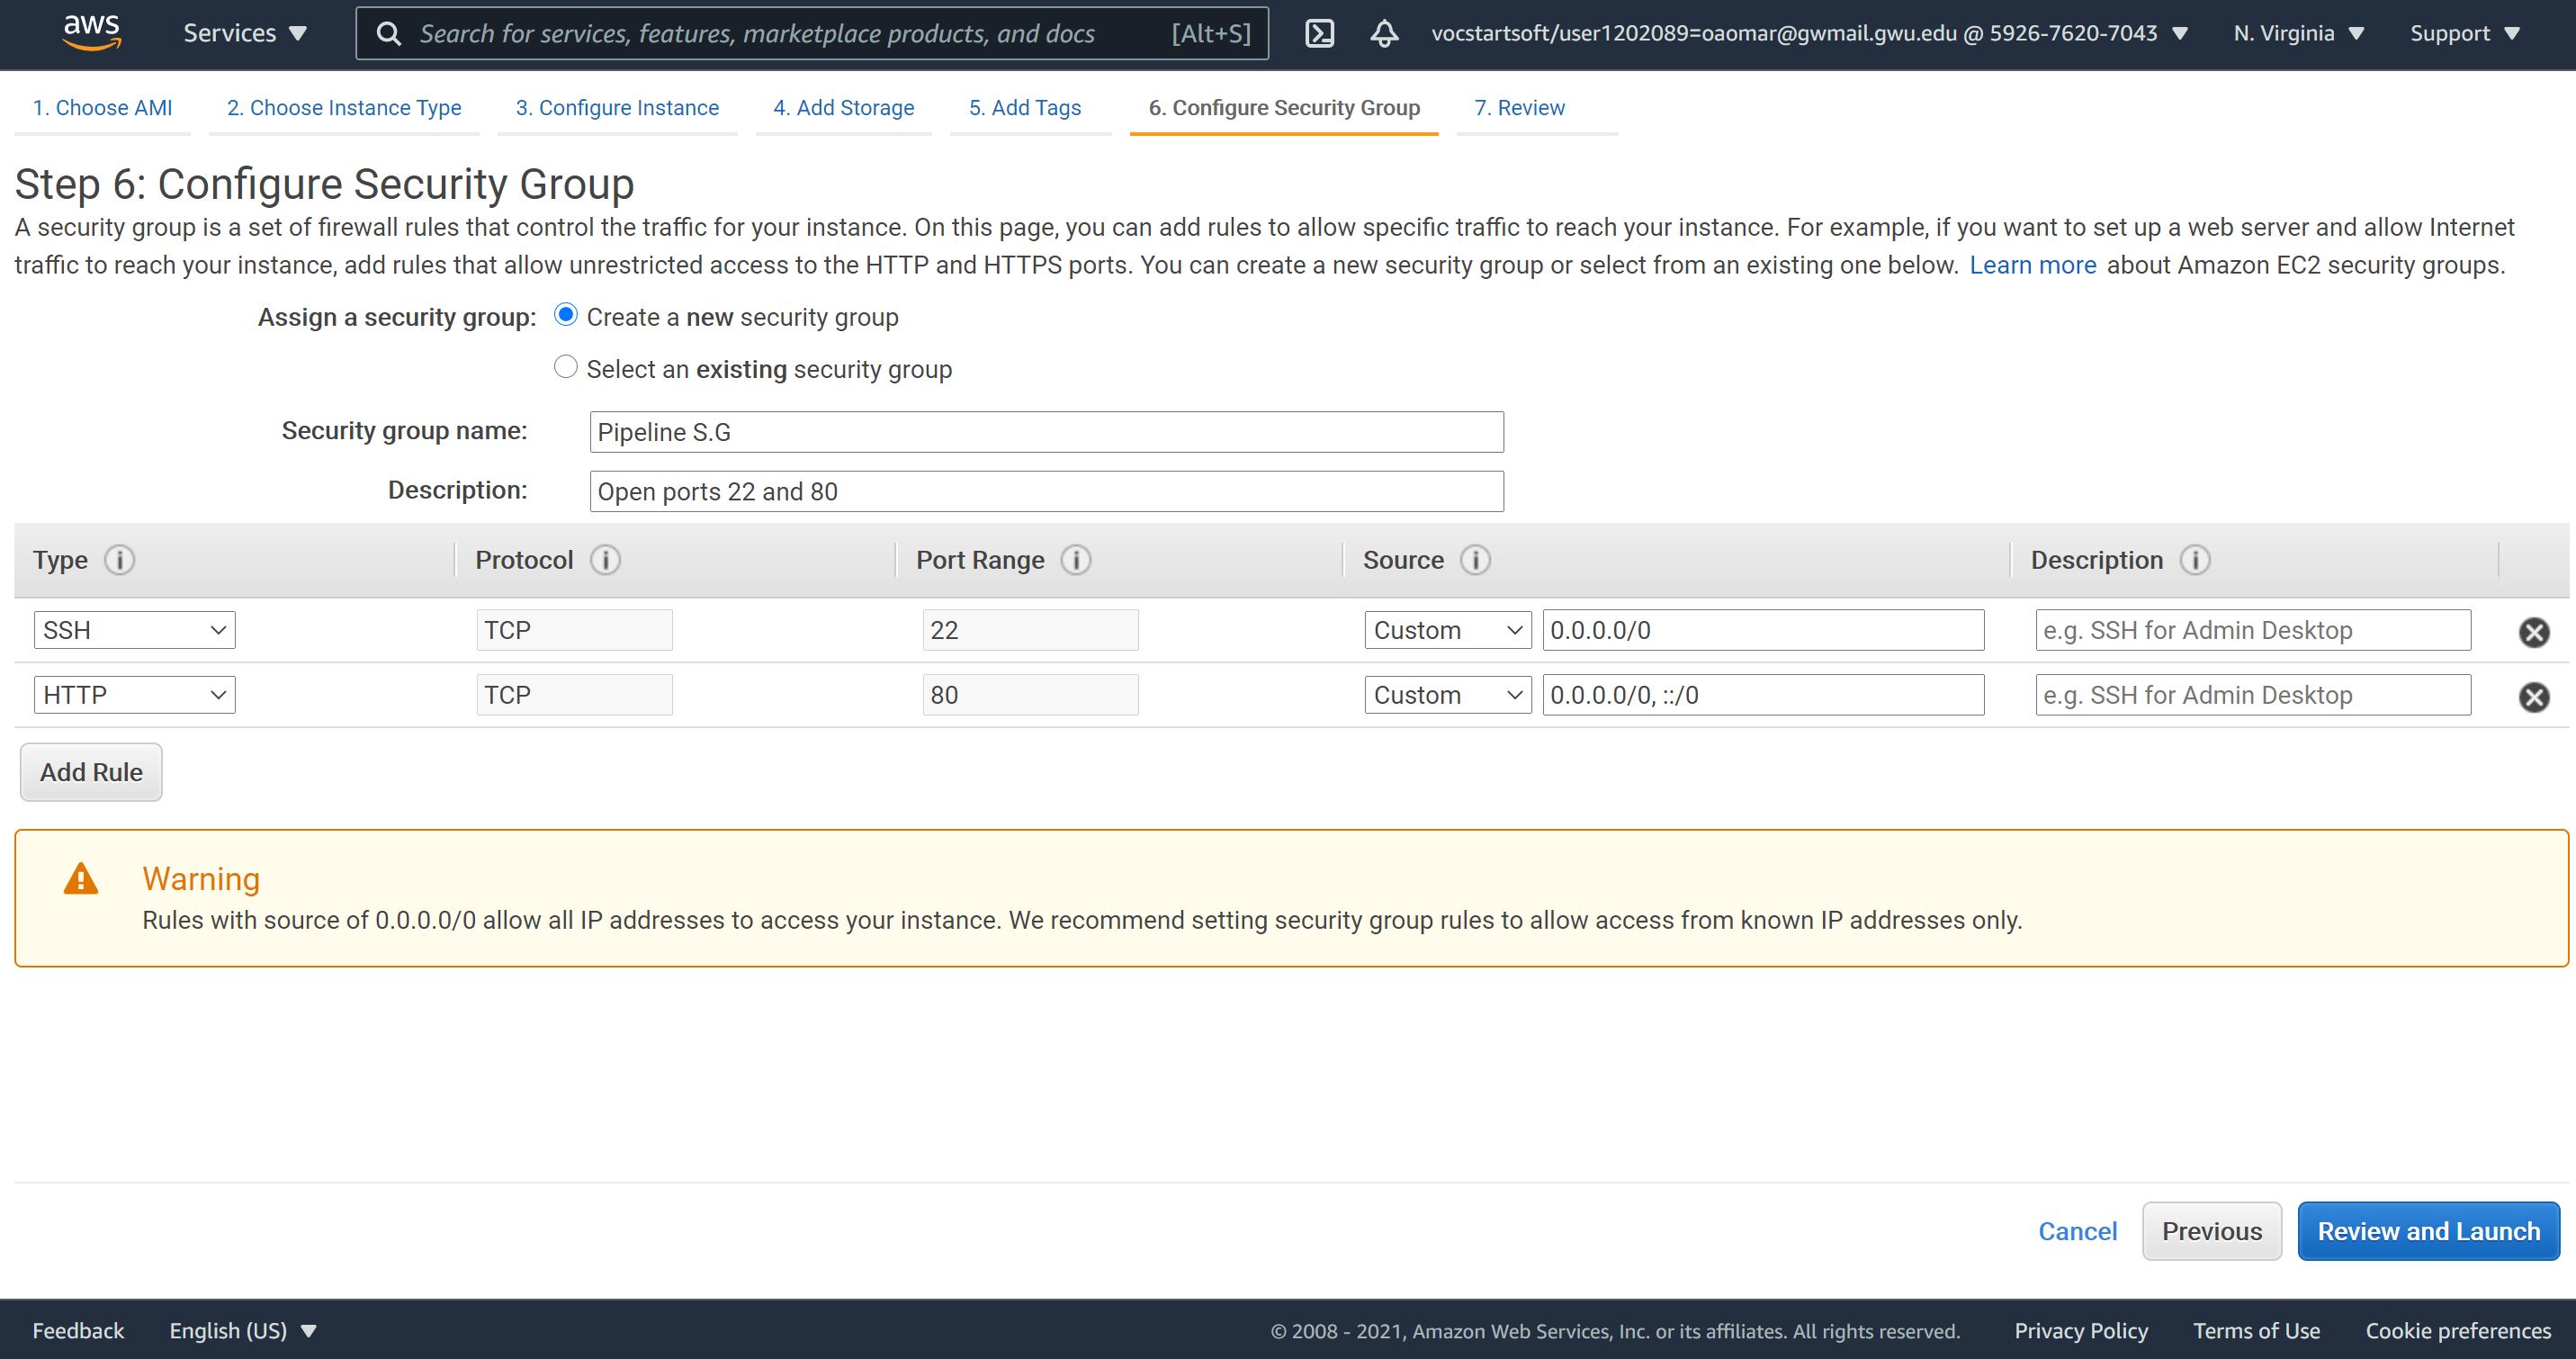 aws Services Search for services, features, marketplace products, and docs [Alt+S] vocstartsoft/user1202089=oaomar@gwmail.gwu.edu @ 5926-7620-7043 N. Virginia Support
1. Choose AMI 2. Choose Instance Type 3. Configure Instance 4. Add Storage 5. Add Tags 6. Configure Security Group 7. Review
Step 6: Configure Security Group
A security group is a set of firewall rules that control the traffic for your instance. On this page, you can add rules to allow specific traffic to reach your instance. For example, if you want to set up a web server and allow Internet
traffic to reach your instance, add rules that allow unrestricted access to the HTTP and HTTPS ports. You can create a new security group or select from an existing one below. Learn more about Amazon EC2 security groups.
Assign a security group: Create a new security group
Select an existing security group
Security group name: Pipeline S.G
Description: Open ports 22 and 80
Type Protocol Port Range Source Description
SSH TCP 22 Custom 0.0.0.0/0 e.g. SSH for Admin Desktop
HTTP TCP 80 Custom 0.0.0.0/0, ::/0 e.g. SSH for Admin Desktop
Add Rule
Warning
Rules with source of 0.0.0.0/0 allow all IP addresses to access your instance. We recommend setting security group rules to allow access from known IP addresses only.
Cancel Previous Review and Launch
Feedback English (US) © 2008 - 2021, Amazon Web Services, Inc. or its affiliates. All rights reserved. Privacy Policy Terms of Use Cookie preferences